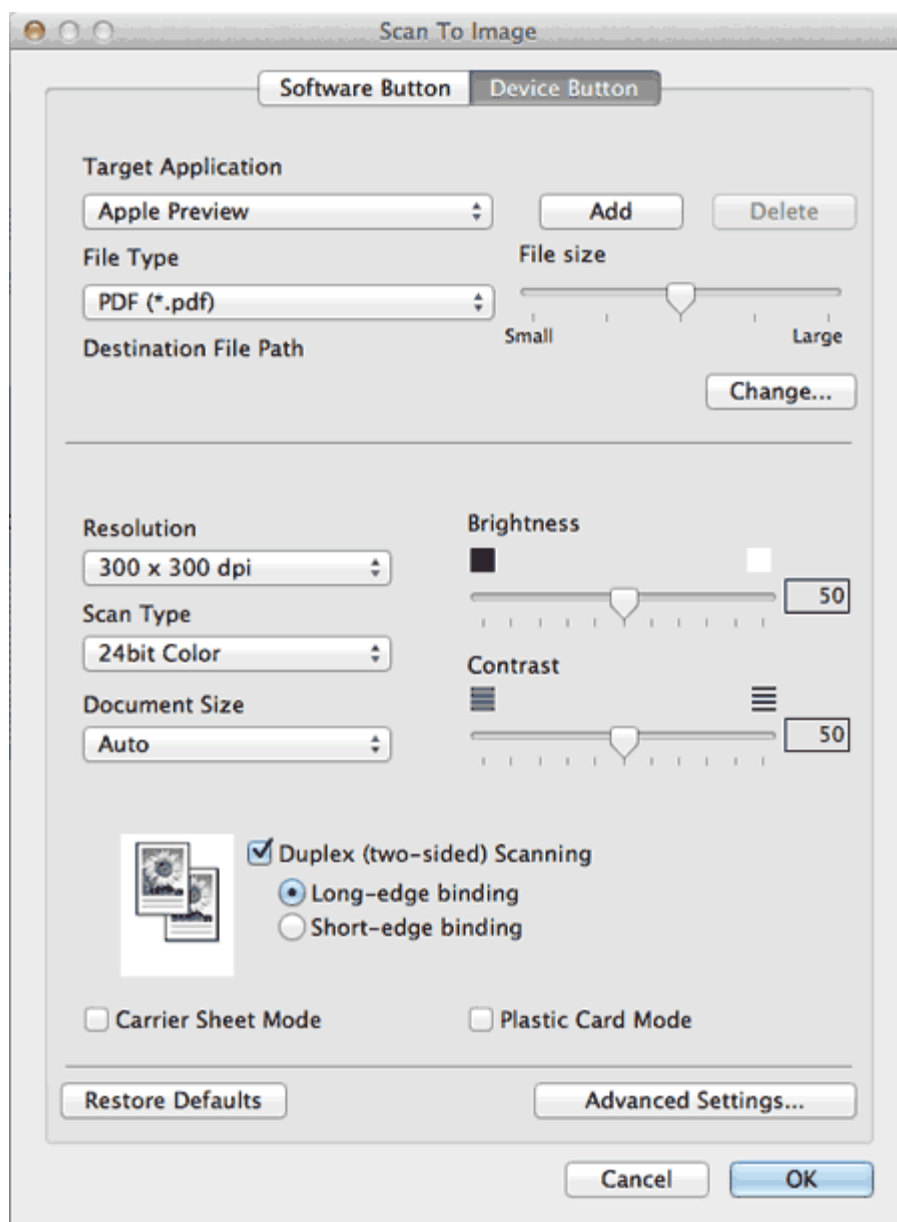 Scan To Image
Software Button Device Button
Target Application
Apple Preview Add Delete
File Type File size
PDF (*.pdf)
Small Large
Destination File Path
Change...
Resolution Brightness
300 x 300 dpi
50
Scan Type
24bit Color
Contrast
Document Size
Auto 50
Duplex (two-sided) Scanning
Long-edge binding
Short-edge binding
Carrier Sheet Mode Plastic Card Mode
Restore Defaults Advanced Settings...
Cancel OK